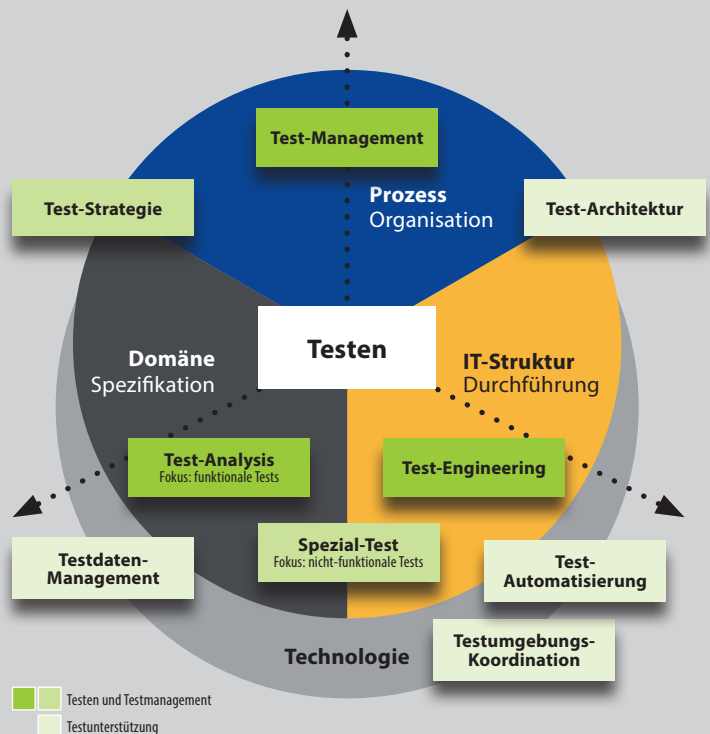 Test-Management
Prozess
Organisation
Test-Strategie
Test-Architektur
Testen
Domäne
Spezifikation
IT-Struktur
Durchführung
Test-Analysis
Fokus: funktionale Tests
Test-Engineering
Spezial-Test
Fokus: nicht-funktionale Tests
Testdaten-
Management
Test-
Automatisierung
Technologie
Testumgebungs-
Koordination
Testen und Testmanagement
Testunterstützung